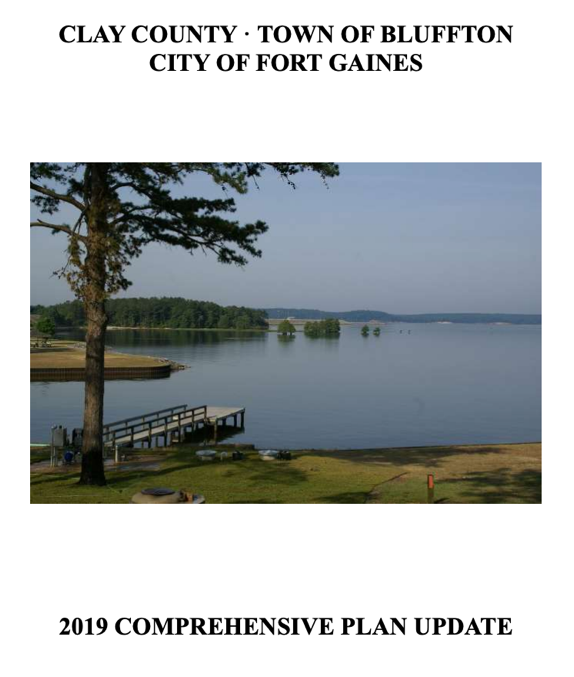 CLAY COUNTY · TOWN OF BLUFFTON
CITY OF FORT GAINES
2019 COMPREHENSIVE PLAN UPDATE